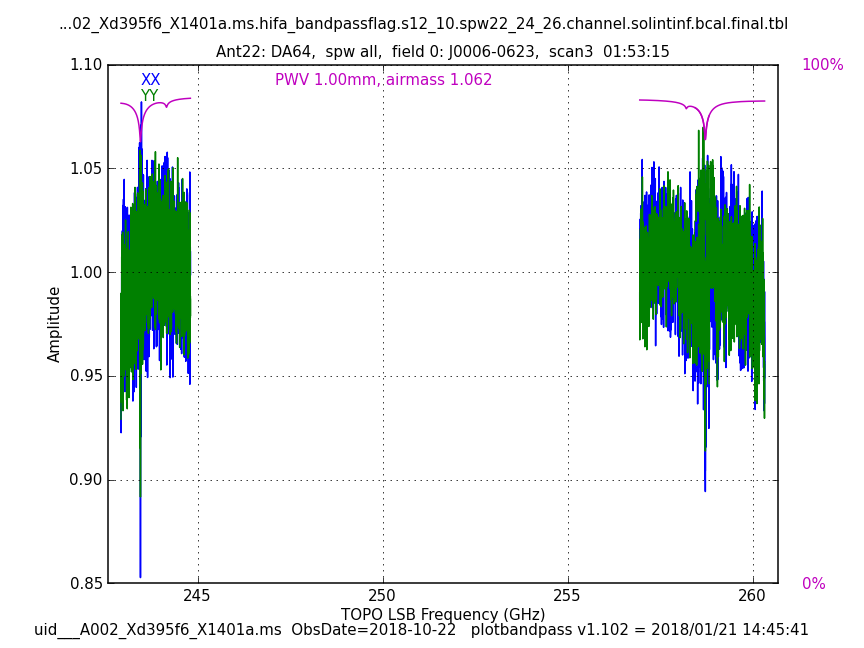 ...02_Xd395f6_X1401a.ms.hifa_bandpassflag.s12_10.spw22_24_26.channel.solintinf.bcal.final.tbl
Ant22: DA64, spw all, field 0: J0006-0623, scan3 01:53:15
1.10
XX
YY
PWV 1.00mm, airmass 1.062
100%
1.05
1.00
Amplitude
0.95
0.90
0.85
0%
245
250
255
260
TOPO LSB Frequency (GHz)
uid___A002_Xd395f6_X1401a.ms ObsDate=2018-10-22 plotbandpass v1.102 = 2018/01/21 14:45:41